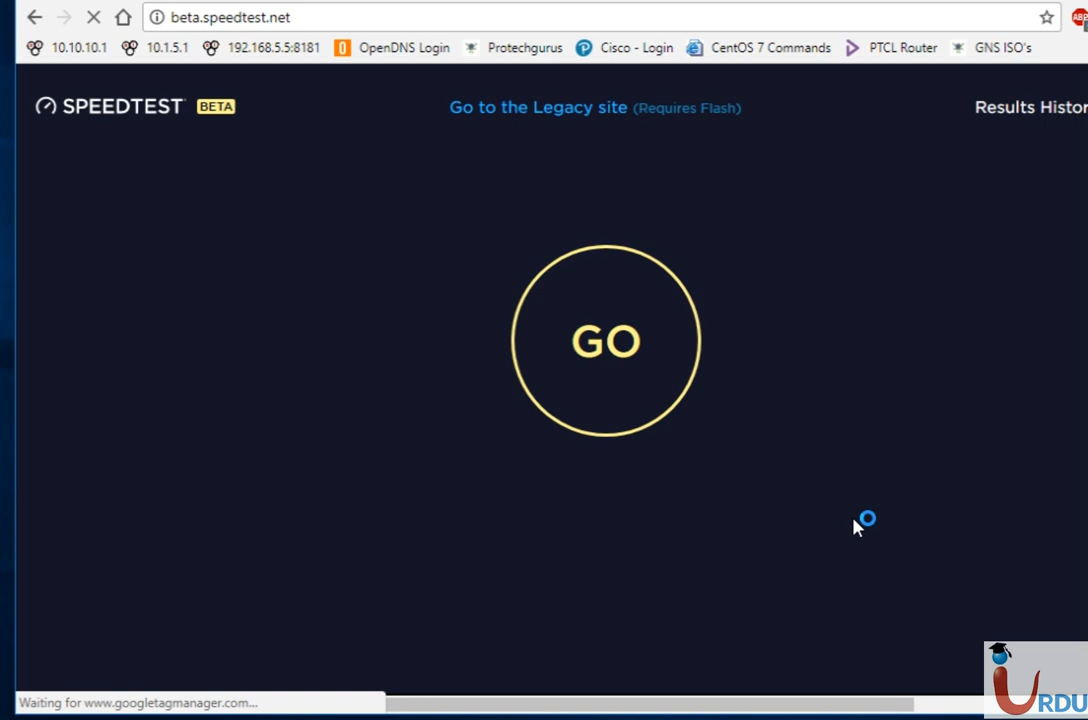 beta.speedtest.net
ABP
10.10.10.1 10.1.5.1 192.168.5.5:8181 OpenDNS Login Protechgurus Cisco - Login CentOS 7 Commands PTCL Router GNS ISO's
SPEEDTEST BETA Go to the Legacy site (Requires Flash) Results Histor
GO
Waiting for www.googletagmanager.com...
iURDU